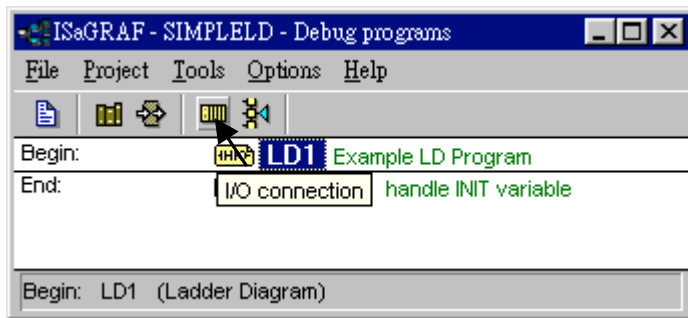 ISaGRAF - SIMPLELD - Debug programs
File Project Tools Options Help
Begin: LD1 Example LD Program
End: handle INIT variable
I/O connection
Begin: LD1 (Ladder Diagram)